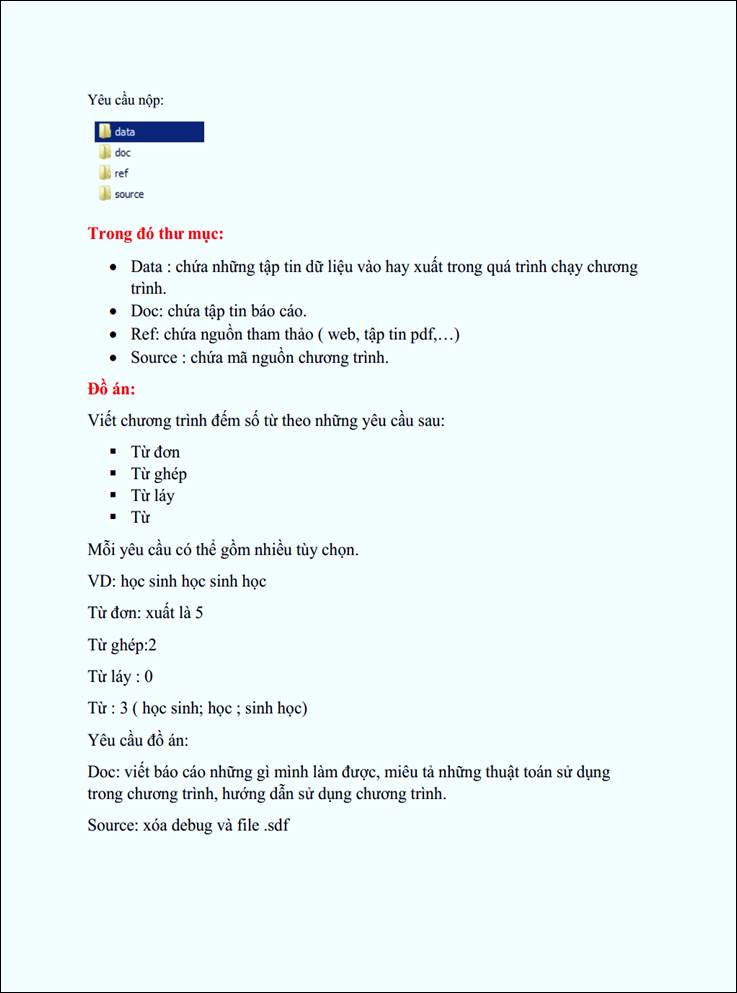 Yêu cầu nộp:
data
doc
ref
source
Trong đó thư mục:
• Data : chứa những tập tin dữ liệu vào hay xuất trong quá trình chạy chương
trình.
• Doc: chứa tập tin báo cáo.
• Ref: chứa nguồn tham thảo ( web, tập tin pdf,…)
• Source : chứa mã nguồn chương trình.
Đồ án:
Viết chương trình đếm số từ theo những yêu cầu sau:
▪ Từ đơn
▪ Từ ghép
▪ Từ láy
▪ Từ
Mỗi yêu cầu có thể gồm nhiều tùy chọn.
VD: học sinh học sinh học
Từ đơn: xuất là 5
Từ ghép:2
Từ láy : 0
Từ : 3 ( học sinh; học ; sinh học)
Yêu cầu đồ án:
Doc: viết báo cáo những gì mình làm được, miêu tả những thuật toán sử dụng
trong chương trình, hướng dẫn sử dụng chương trình.
Source: xóa debug và file .sdf